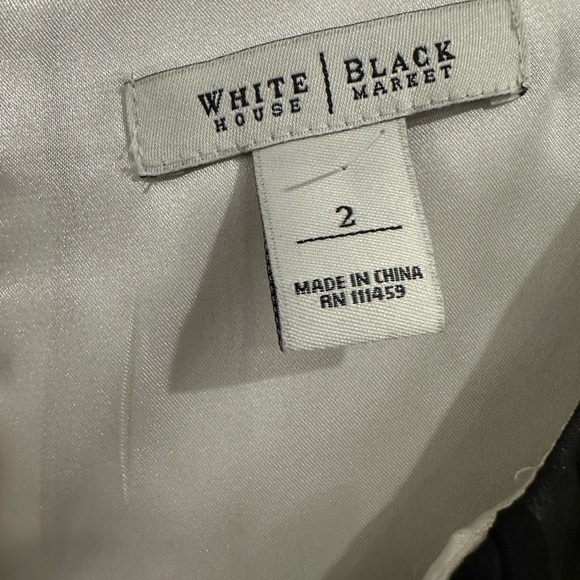 WHITE | BLACK
HOUSE | MARKET
2
MADE IN CHINA
RN 111459